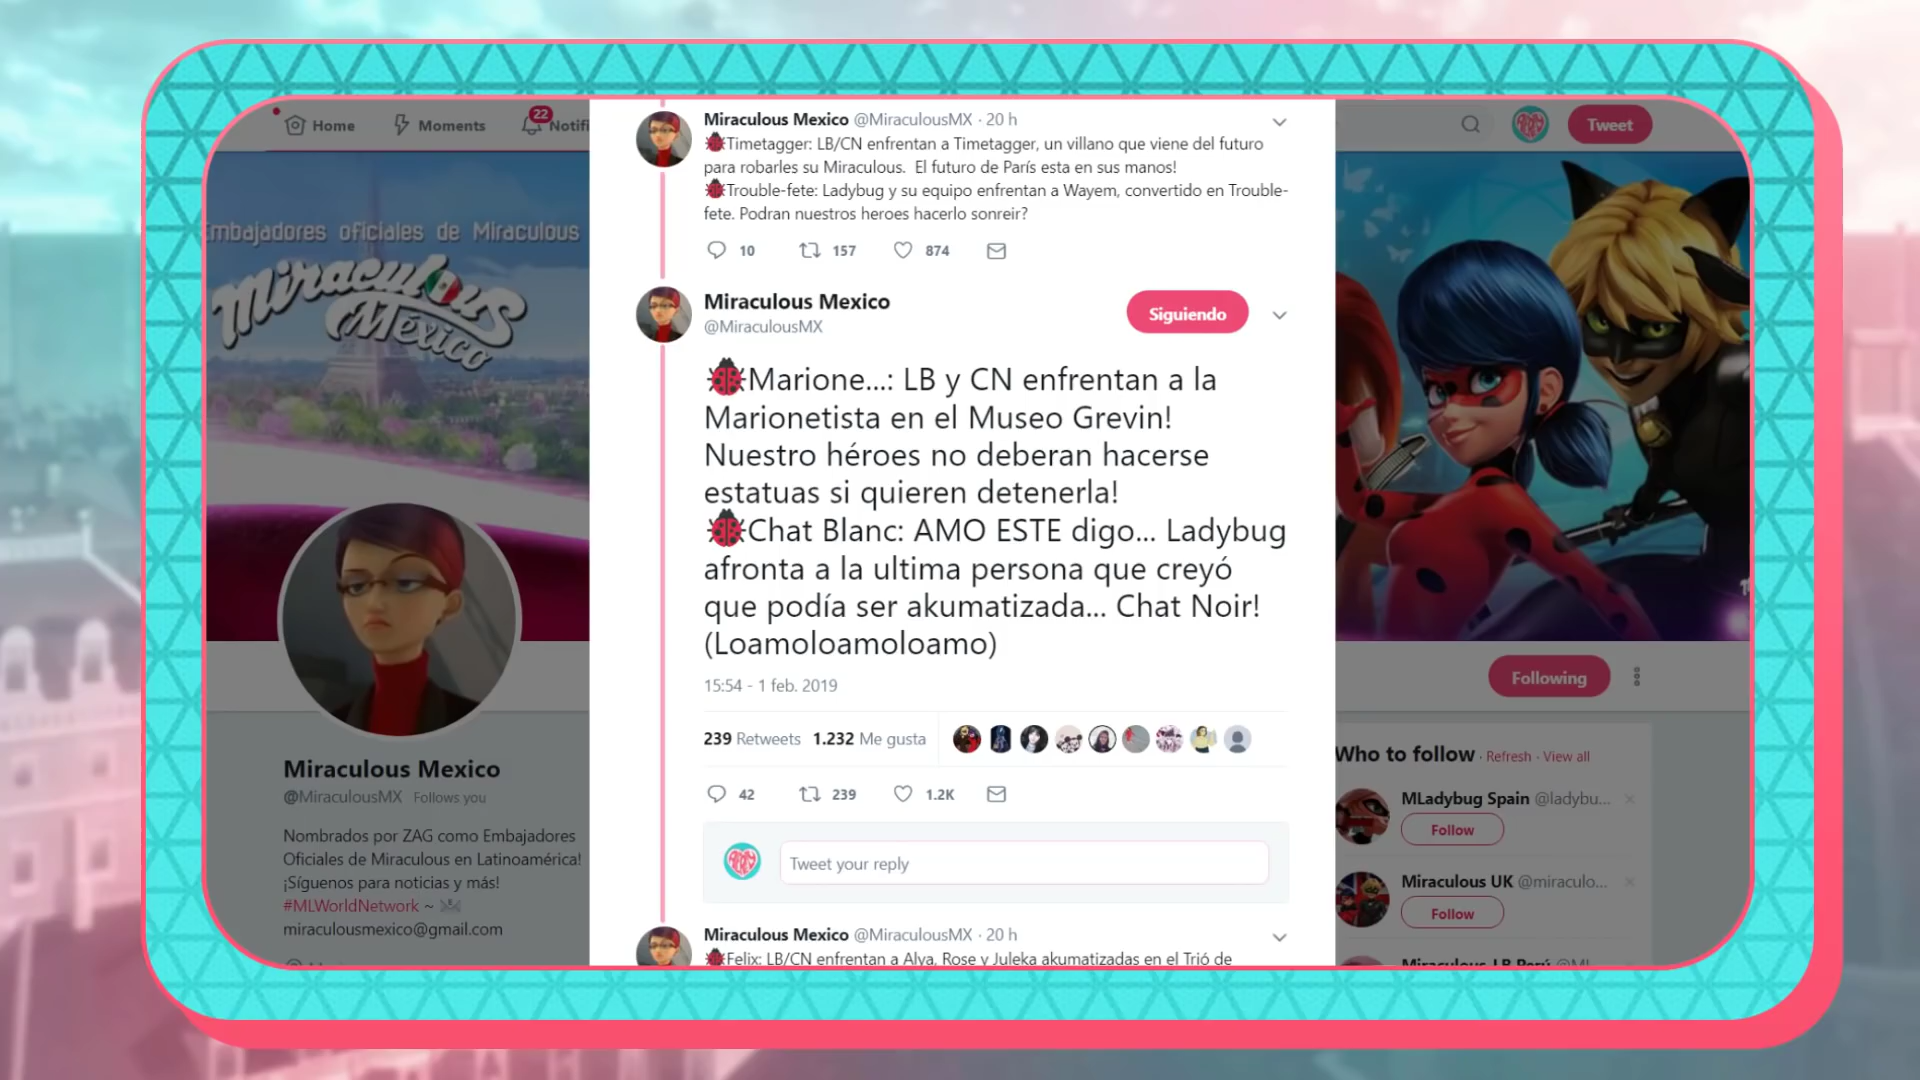 Home
Moments
22
Notifi
Tweet
Embajadores oficiales de Miraculous
Miraculous
México
Miraculous Mexico
@MiraculousMX Follows you
Nombrados por ZAG como Embajadores
Oficiales de Miraculous en Latinoamérica!
¡Síguenos para noticias y más!
#MLWorldNetwork ~
miraculousmexico@gmail.com
Miraculous Mexico @MiraculousMX · 20 h
🐞Timetagger: LB/CN enfrentan a Timetagger, un villano que viene del futuro
para robarles su Miraculous. El futuro de París esta en sus manos!
🐞Trouble-fete: Ladybug y su equipo enfrentan a Wayem, convertido en Trouble-
fete. Podran nuestros heroes hacerlo sonreir?
10 157 874
Miraculous Mexico
@MiraculousMX
Siguiendo
🐞Marione...: LB y CN enfrentan a la
Marionetista en el Museo Grevin!
Nuestro héroes no deberan hacerse
estatuas si quieren detenerla!
🐞Chat Blanc: AMO ESTE digo... Ladybug
afronta a la ultima persona que creyó
que podía ser akumatizada... Chat Noir!
(Loamoloamoloamo)
15:54 - 1 feb. 2019
239 Retweets 1.232 Me gusta
42 239 1.2K
Tweet your reply
Miraculous Mexico @MiraculousMX · 20 h
🐞Felix: LB/CN enfrentan a Alya, Rose y Juleka akumatizadas en el Trió de
Following
Who to follow · Refresh · View all
MLadybug Spain @ladybu...
Follow
Miraculous UK @miraculo...
Follow
Miraculous LB Perú @ML